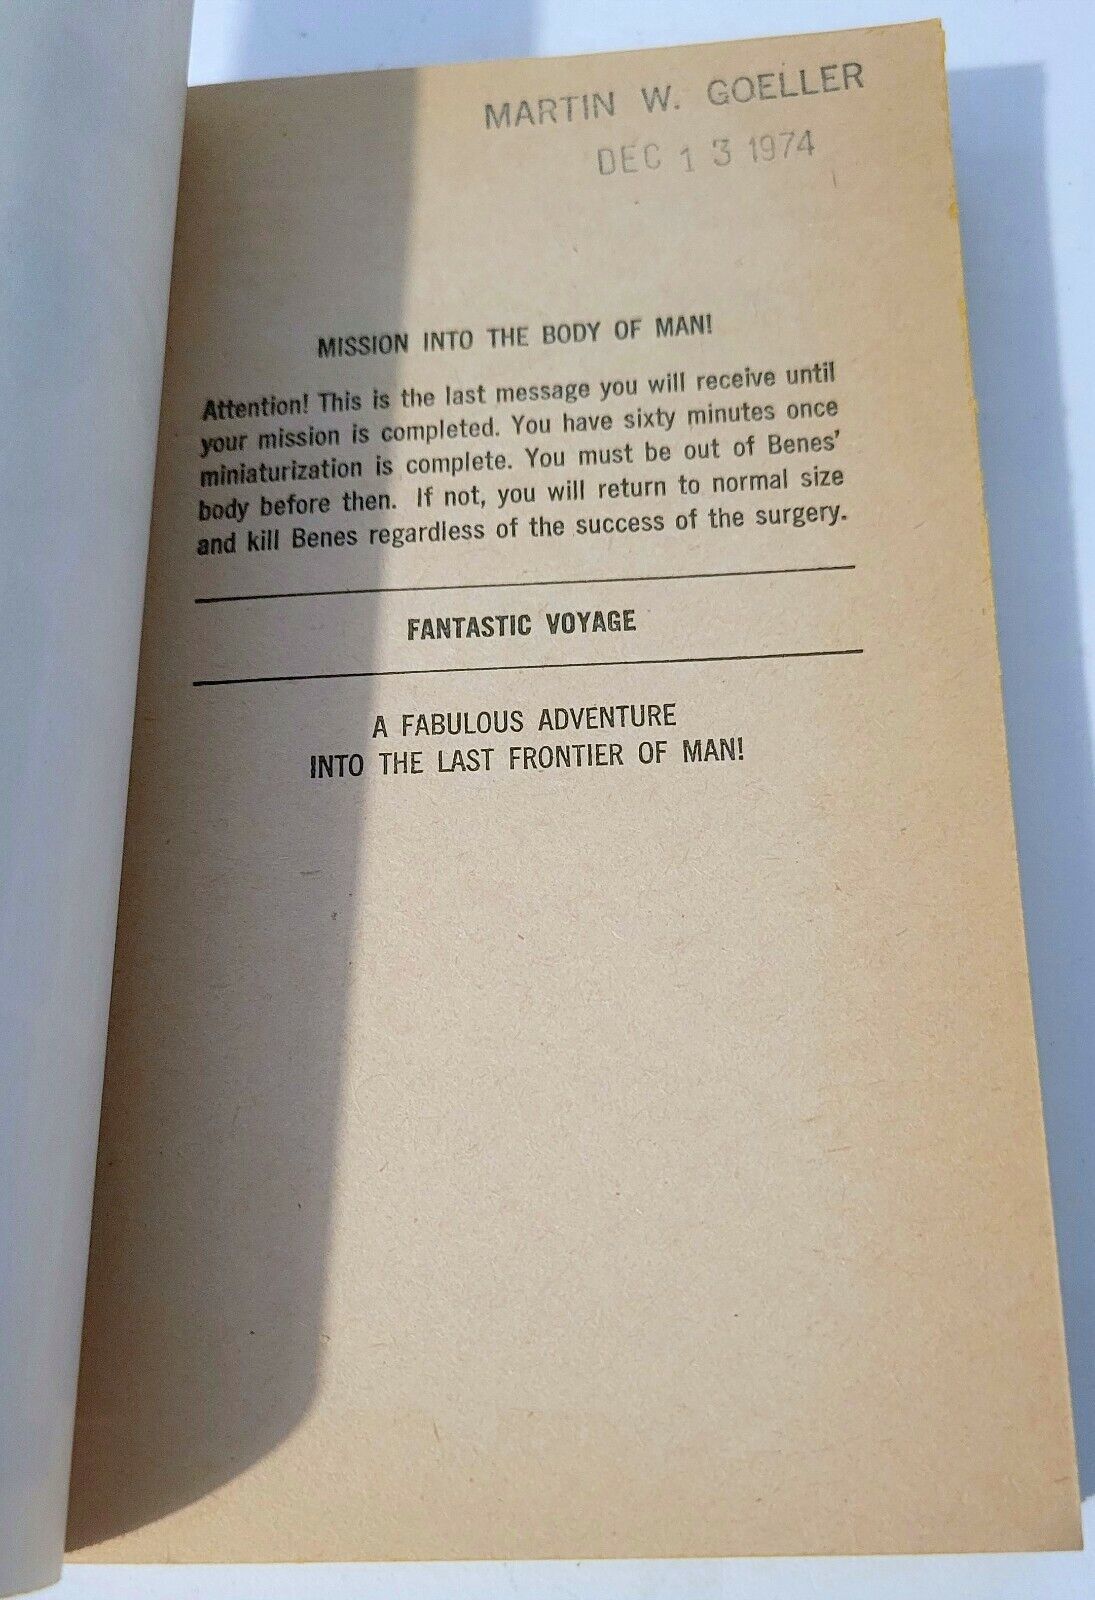 MARTIN W. GOELLER
DEC 13 1974
MISSION INTO THE BODY OF MAN!
Attention! This is the last message you will receive until
your mission is completed. You have sixty minutes once
miniaturization is complete. You must be out of Benes'
body before then. If not, you will return to normal size
and kill Benes regardless of the success of the surgery.
FANTASTIC VOYAGE
A FABULOUS ADVENTURE
INTO THE LAST FRONTIER OF MAN!